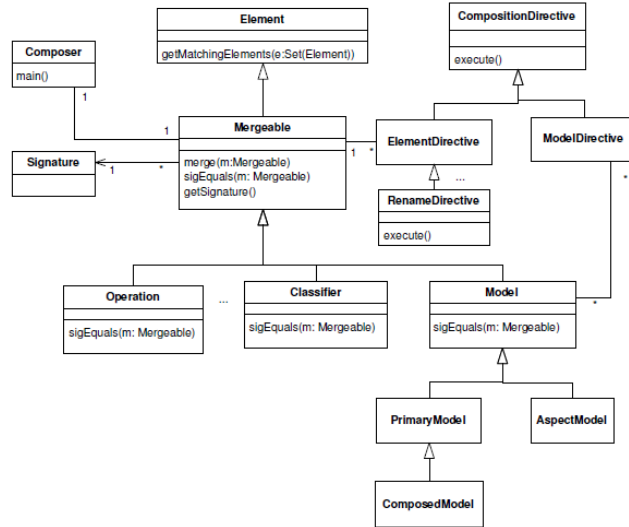 Element
getMatchingElements(e:Set(Element))
CompositionDirective
execute()
Composer
main()
1
1
Mergeable
merge(m:Mergeable)
sigEquals(m: Mergeable)
getSignature()
1
*
ElementDirective
ModelDirective
Signature
1
*
...
*
RenameDirective
execute()
Operation
sigEquals(m: Mergeable)
...
Classifier
sigEquals(m: Mergeable)
Model
sigEquals(m: Mergeable)
*
PrimaryModel
AspectModel
ComposedModel